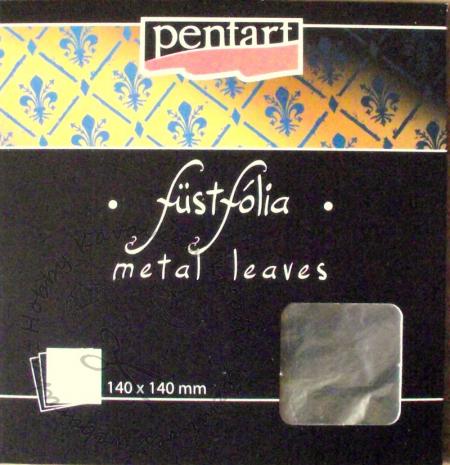 pentart
füstfólia
metal leaves
140 x 140 mm